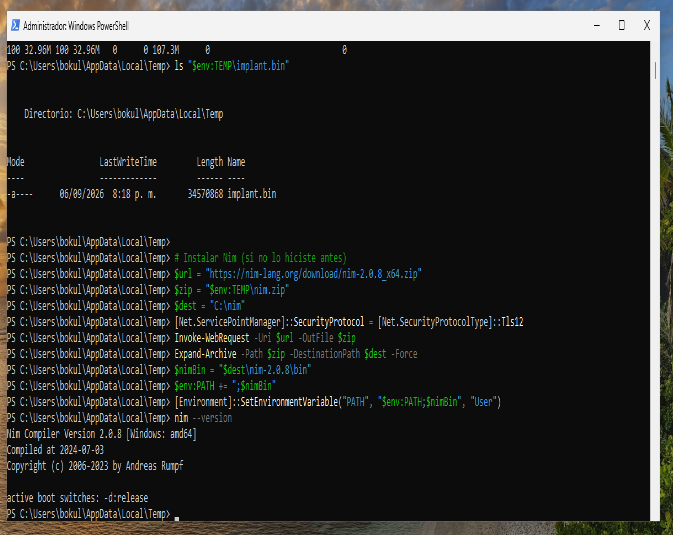 Administrador: Windows PowerShell
100 32.96M 100 32.96M   0     0 107.3M     0                         0
PS C:\Users\bokul\AppData\Local\Temp> ls "$env:TEMP\implant.bin"
Directorio: C:\Users\bokul\AppData\Local\Temp
Mode                LastWriteTime         Length Name
----                -------------         ------ ----
-a----     06/09/2026  8:18 p. m.       34570868 implant.bin
PS C:\Users\bokul\AppData\Local\Temp>
PS C:\Users\bokul\AppData\Local\Temp> # Instalar Nim (si no lo hiciste antes)
PS C:\Users\bokul\AppData\Local\Temp> $url = "https://nim-lang.org/download/nim-2.0.8_x64.zip"
PS C:\Users\bokul\AppData\Local\Temp> $zip = "$env:TEMP\nim.zip"
PS C:\Users\bokul\AppData\Local\Temp> $dest = "C:\nim"
PS C:\Users\bokul\AppData\Local\Temp> [Net.ServicePointManager]::SecurityProtocol = [Net.SecurityProtocolType]::Tls12
PS C:\Users\bokul\AppData\Local\Temp> Invoke-WebRequest -Uri $url -OutFile $zip
PS C:\Users\bokul\AppData\Local\Temp> Expand-Archive -Path $zip -DestinationPath $dest -Force
PS C:\Users\bokul\AppData\Local\Temp> $nimBin = "$dest\nim-2.0.8\bin"
PS C:\Users\bokul\AppData\Local\Temp> $env:PATH += ";$nimBin"
PS C:\Users\bokul\AppData\Local\Temp> [Environment]::SetEnvironmentVariable("PATH", "$env:PATH;$nimBin", "User")
PS C:\Users\bokul\AppData\Local\Temp> nim --version
Nim Compiler Version 2.0.8 [Windows: amd64]
Compiled at 2024-07-03
Copyright (c) 2006-2023 by Andreas Rumpf
active boot switches: -d:release
PS C:\Users\bokul\AppData\Local\Temp>